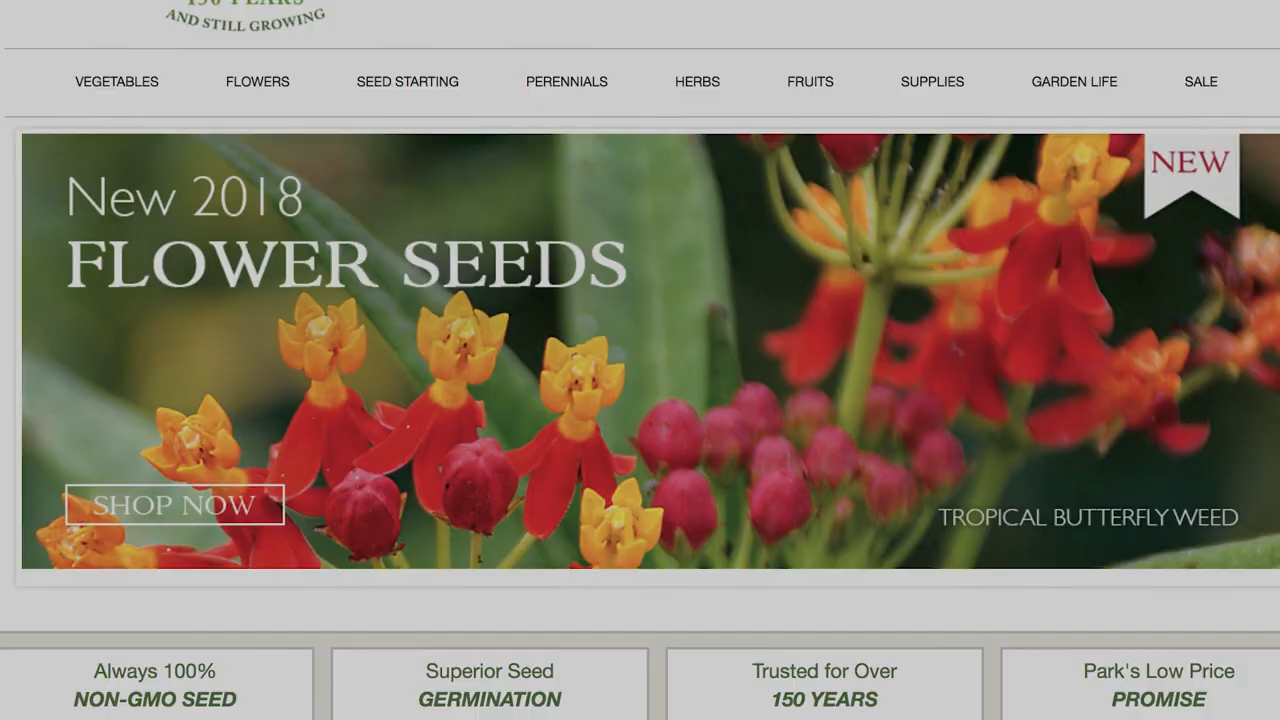 150 YEARS
AND STILL GROWING
VEGETABLES FLOWERS SEED STARTING PERENNIALS HERBS FRUITS SUPPLIES GARDEN LIFE SALE
NEW
New 2018
FLOWER SEEDS
SHOP NOW
TROPICAL BUTTERFLY WEED
Always 100%
NON-GMO SEED
Superior Seed
GERMINATION
Trusted for Over
150 YEARS
Park's Low Price
PROMISE